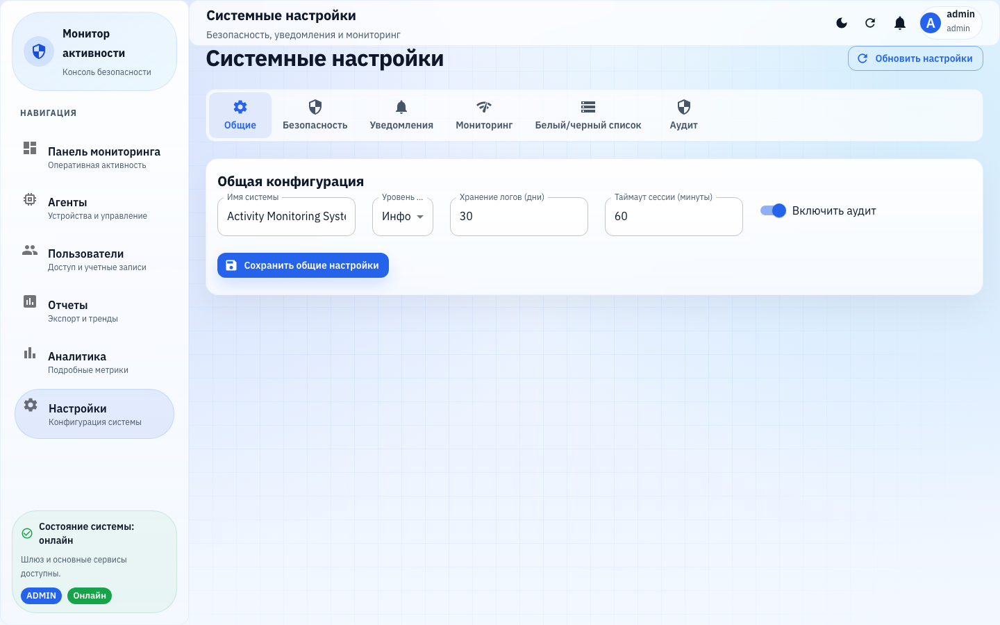 Монитор
активности
Консоль безопасности
НАВИГАЦИЯ
Панель мониторинга
Оперативная активность
Агенты
Устройства и управление
Пользователи
Доступ и учетные записи
Отчеты
Экспорт и тренды
Аналитика
Подробные метрики
Настройки
Конфигурация системы
Состояние системы:
онлайн
Шлюз и основные сервисы
доступны.
ADMIN Онлайн
Системные настройки
Безопасность, уведомления и мониторинг
A
admin
admin
Системные настройки
Обновить настройки
Общие Безопасность Уведомления Мониторинг Белый/черный список Аудит
Общая конфигурация
Имя системы Уровень ... Хранение логов (дни) Таймаут сессии (минуты)
Activity Monitoring Syste Инфо 30 60 Включить аудит
Сохранить общие настройки